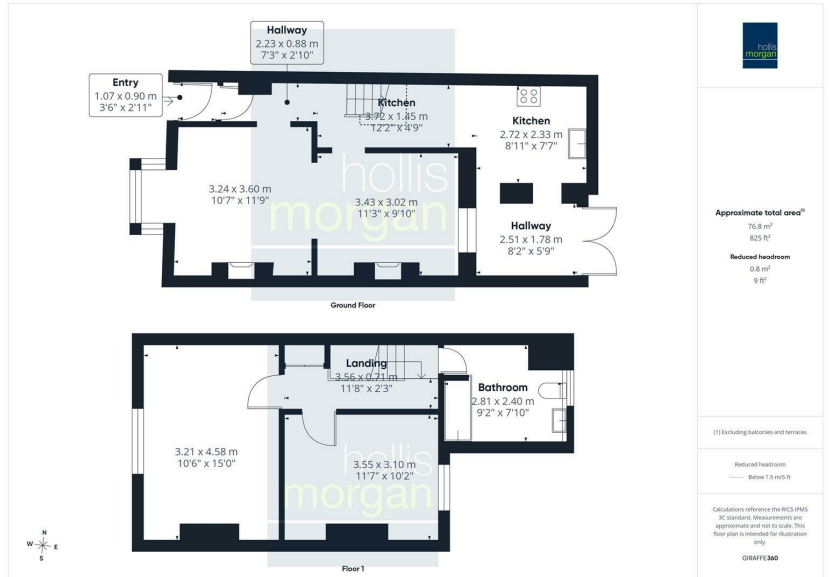 Hallway
2.23 x 0.88 m
7'3" x 2'10"
Entry
1.07 x 0.90 m
3'6" x 2'11"
Kitchen
3.72 x 1.45 m
12'2" x 4'9"
Kitchen
2.72 x 2.33 m
8'11" x 7'7"
3.24 x 3.60 m
10'7" x 11'9"
hollis
morgan
3.43 x 3.02 m
11'3" x 9'10"
Hallway
2.51 x 1.78 m
8'2" x 5'9"
Ground Floor
Landing
3.56 x 0.71 m
11'8" x 2'3"
Bathroom
2.81 x 2.40 m
9'2" x 7'10"
3.21 x 4.58 m
10'6" x 15'0"
hollis
morgan
3.55 x 3.10 m
11'7" x 10'2"
Floor 1
N
W E
S
hollis
morgan
Approximate total area(1)
76.8 m²
825 ft²
Reduced headroom
0.8 m²
9 ft²
(1) Excluding balconies and terraces
Reduced headroom
Below 1.5 m/5 ft
Calculations reference the RICS IPMS
3C standard. Measurements are
approximate and not to scale. This
floor plan is intended for illustration
only.
GIRAFFE360